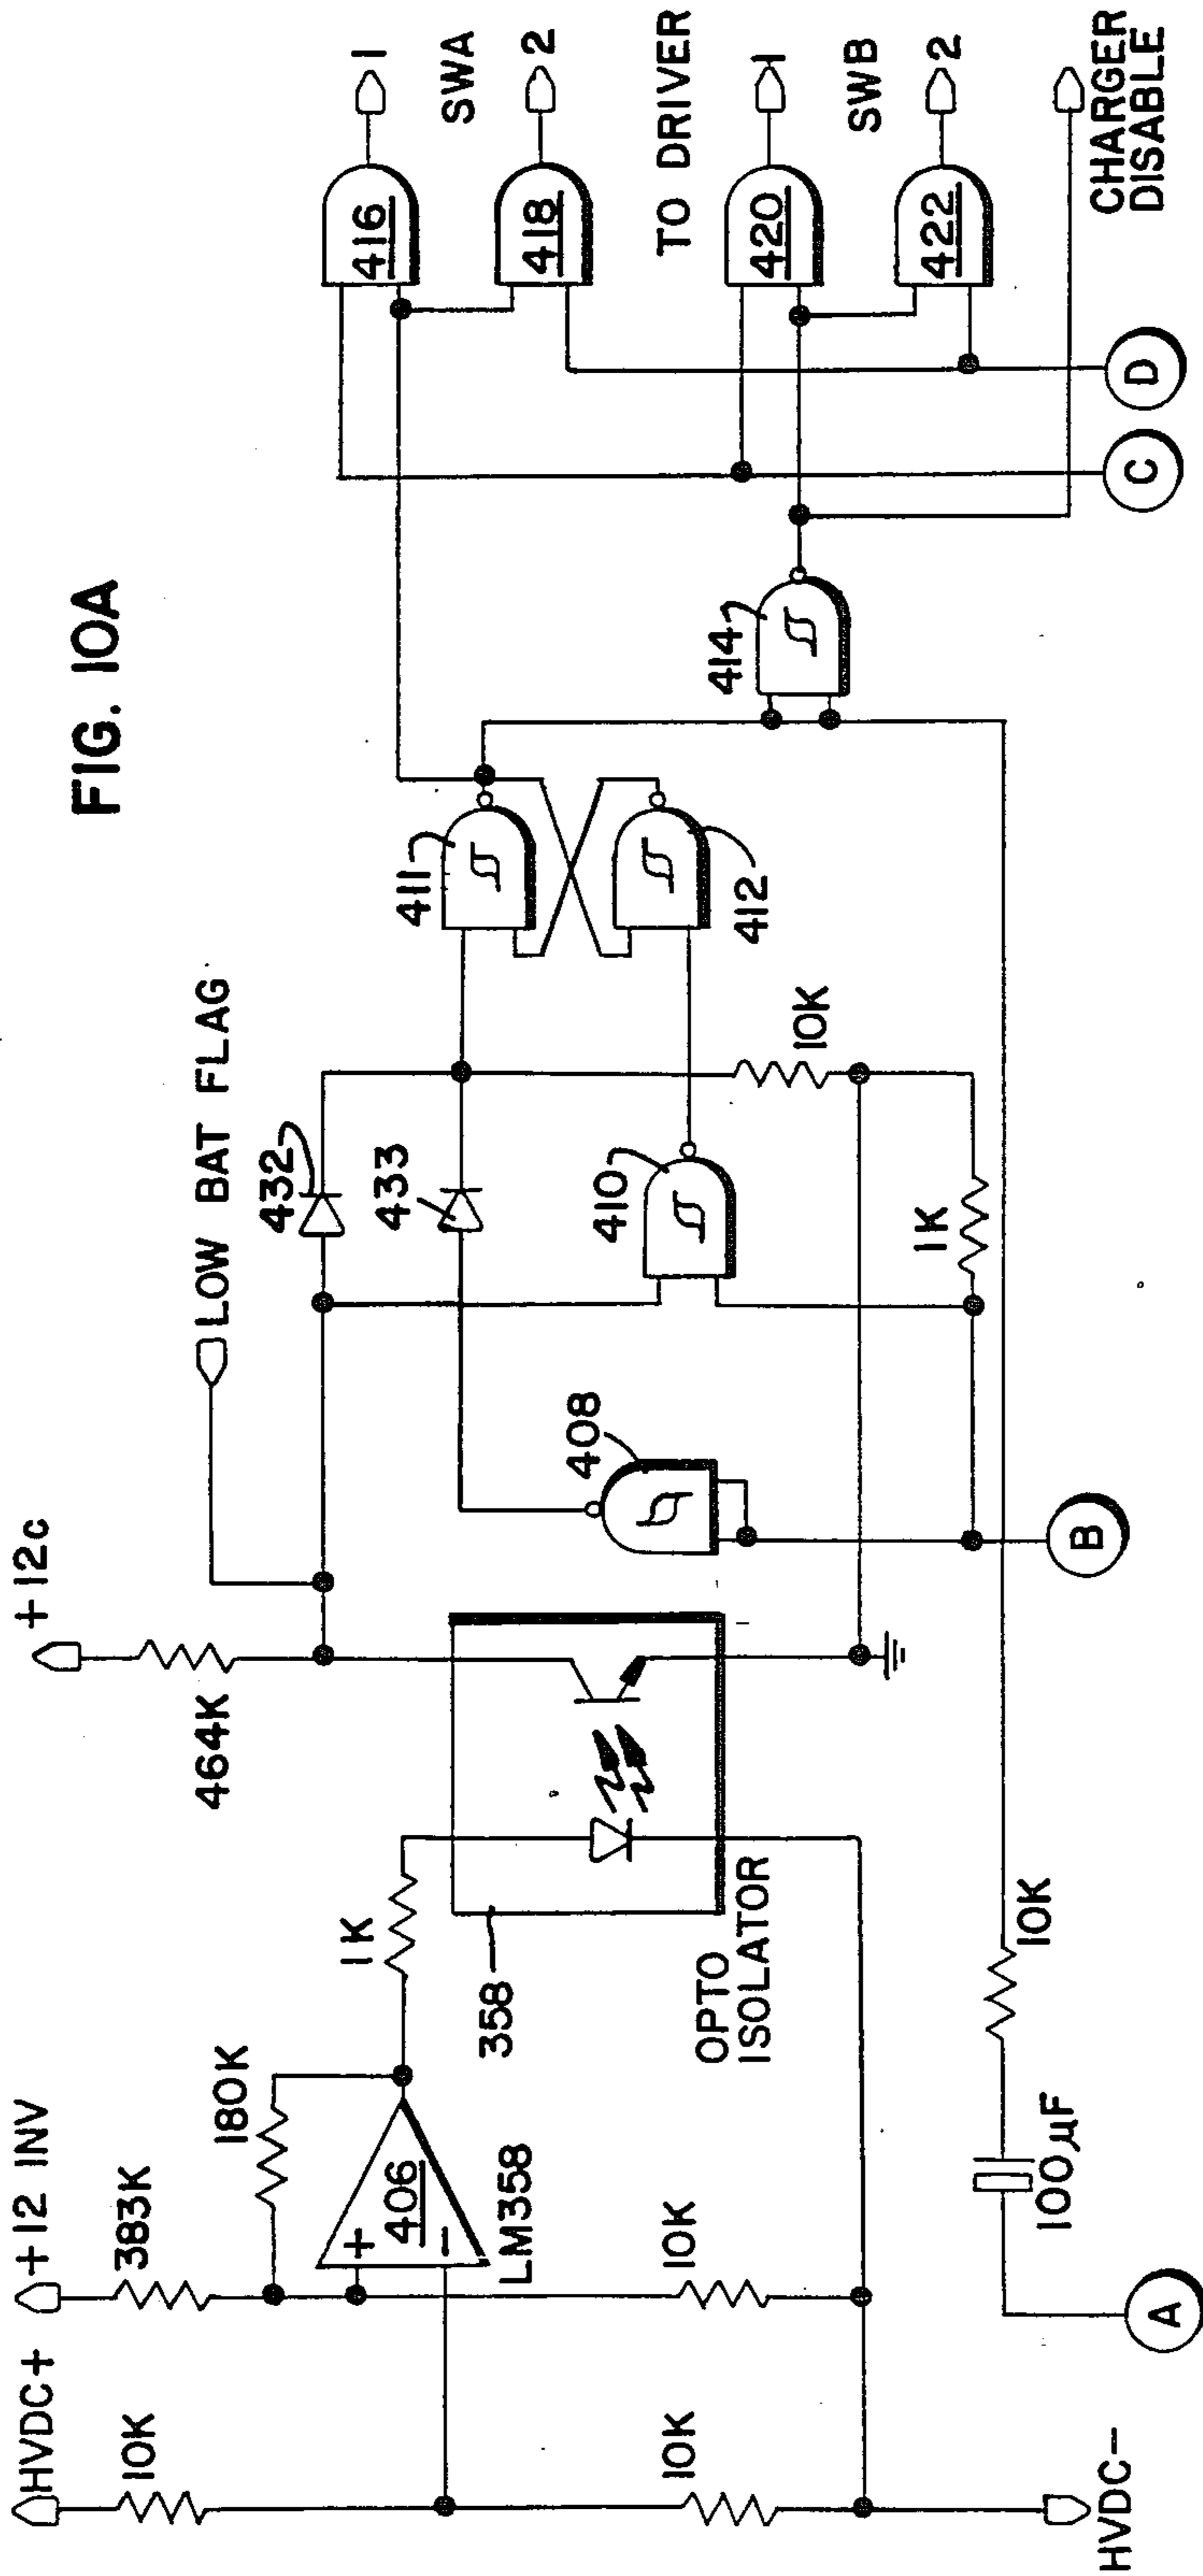 FIG. 10A
HVDC+
+12 INV
+12c
LOW BAT FLAG
10K
383K
180K
464K
432
433
406
+
−
LM358
1K
358
OPTO
ISOLATOR
408
410
411
412
414
416
418
420
422
1
SWA
2
TO DRIVER
1
SWB
2
CHARGER
DISABLE
10K
10K
10K
1K
HVDC−
100µF
10K
A
B
C
D